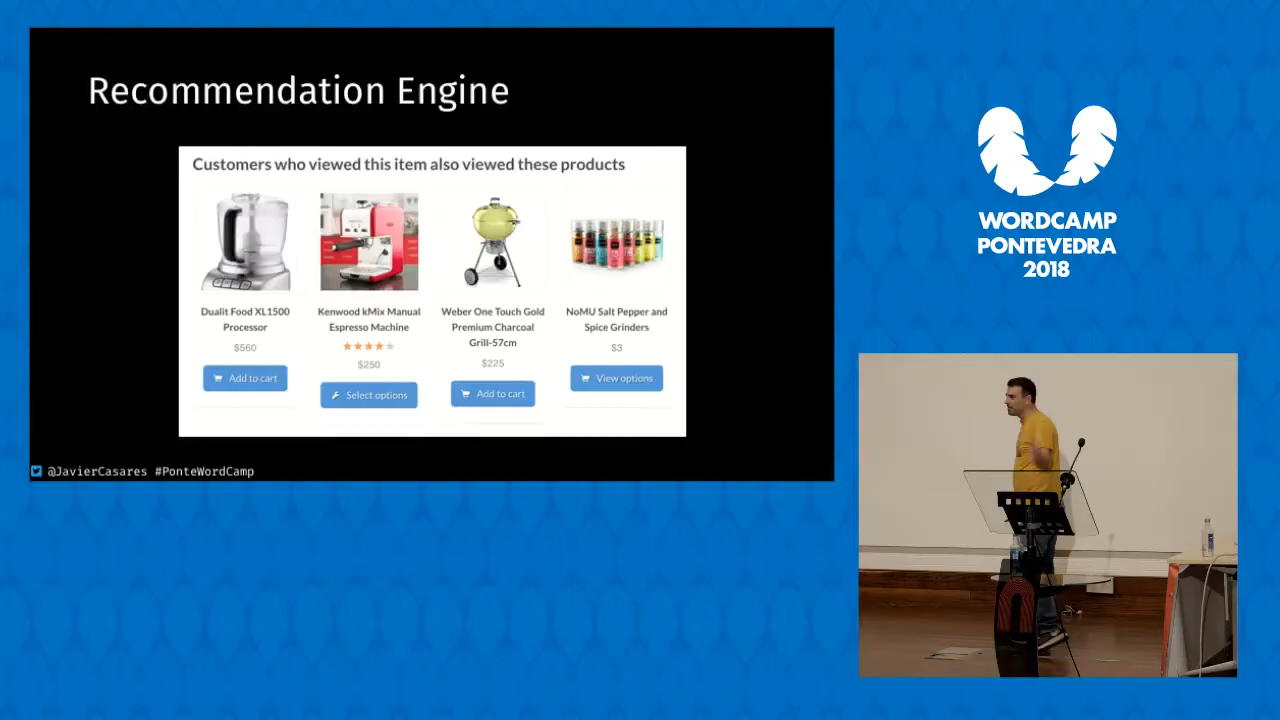 Recommendation Engine
Customers who viewed this item also viewed these products
Dualit Food XL1500
Processor
$560
Add to cart
Kenwood kMix Manual
Espresso Machine
$250
Select options
Weber One Touch Gold
Premium Charcoal
Grill-57cm
$225
Add to cart
NoMU Salt Pepper and
Spice Grinders
$3
View options
@JavierCasares #PonteWordCamp
WORDCAMP
PONTEVEDRA
2018